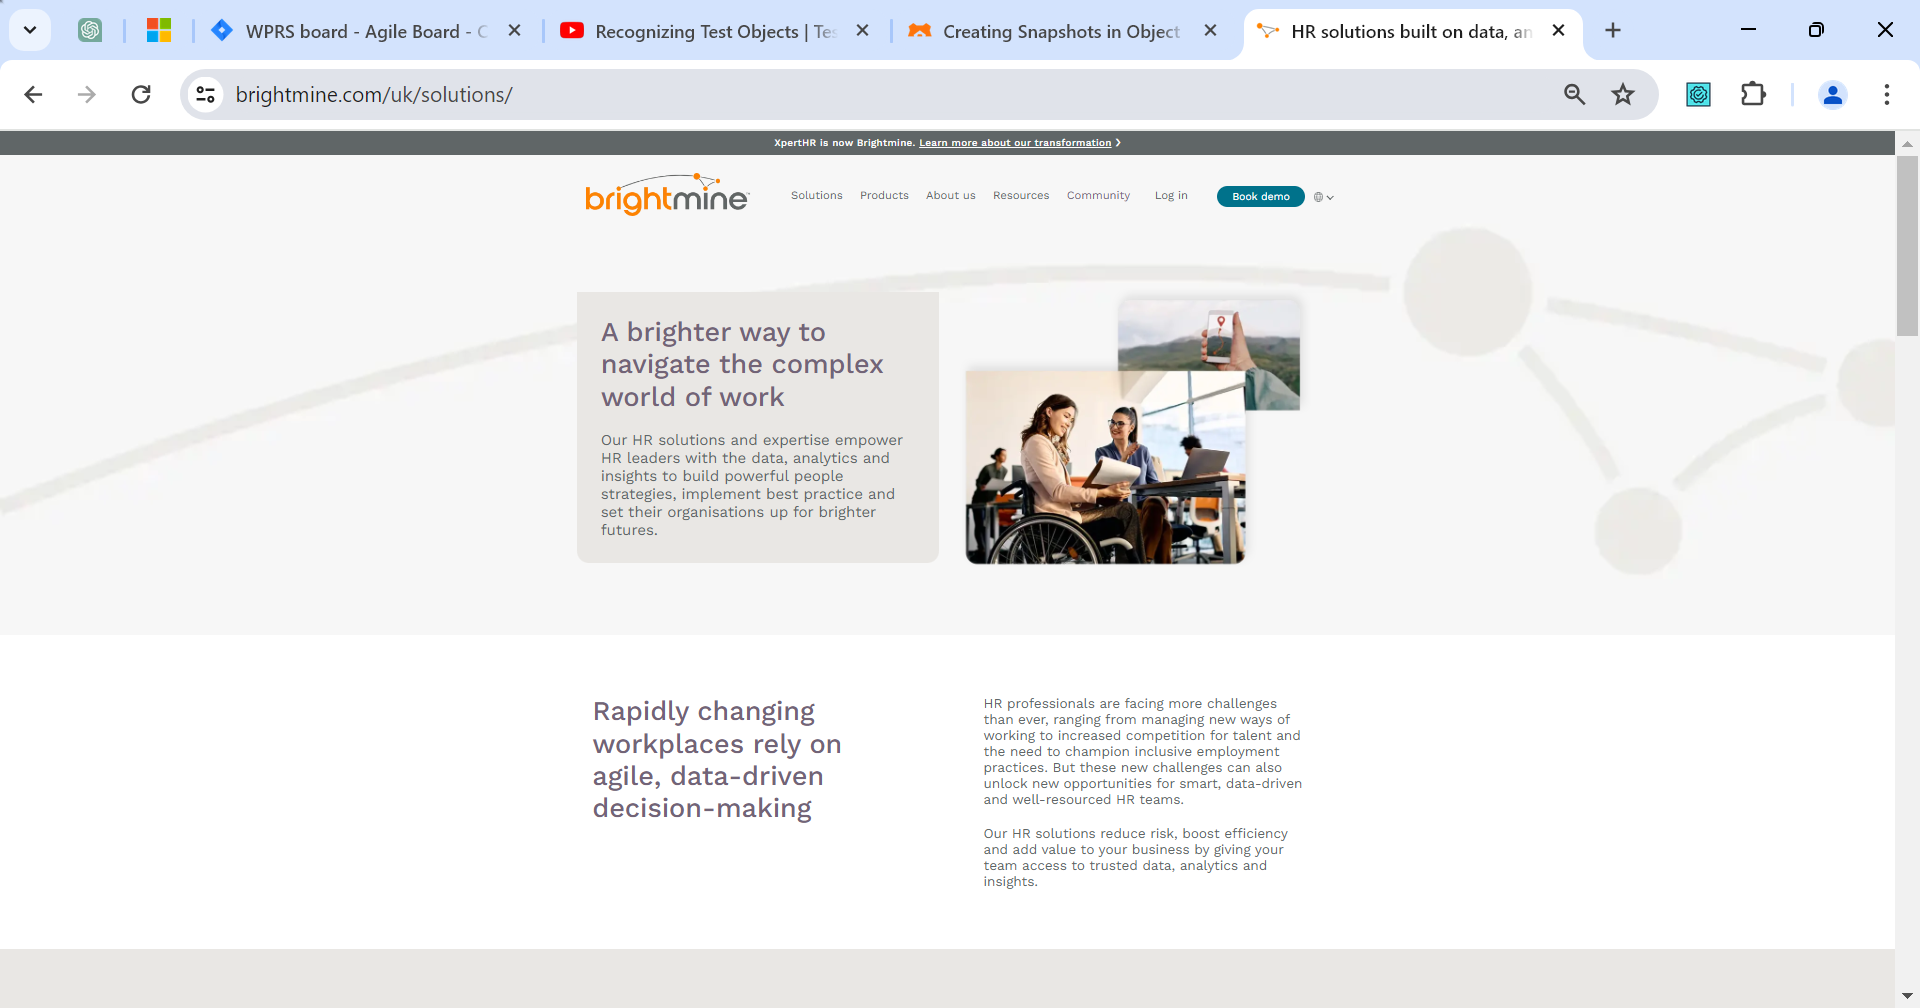 WPRS board - Agile Board - C
Recognizing Test Objects | Tes
Creating Snapshots in Object
HR solutions built on data, an
brightmine.com/uk/solutions/
XpertHR is now Brightmine. Learn more about our transformation
brightmine
Solutions Products About us Resources Community Log in Book demo
A brighter way to
navigate the complex
world of work
Our HR solutions and expertise empower
HR leaders with the data, analytics and
insights to build powerful people
strategies, implement best practice and
set their organisations up for brighter
futures.
Rapidly changing
workplaces rely on
agile, data-driven
decision-making
HR professionals are facing more challenges
than ever, ranging from managing new ways of
working to increased competition for talent and
the need to champion inclusive employment
practices. But these new challenges can also
unlock new opportunities for smart, data-driven
and well-resourced HR teams.
Our HR solutions reduce risk, boost efficiency
and add value to your business by giving your
team access to trusted data, analytics and
insights.